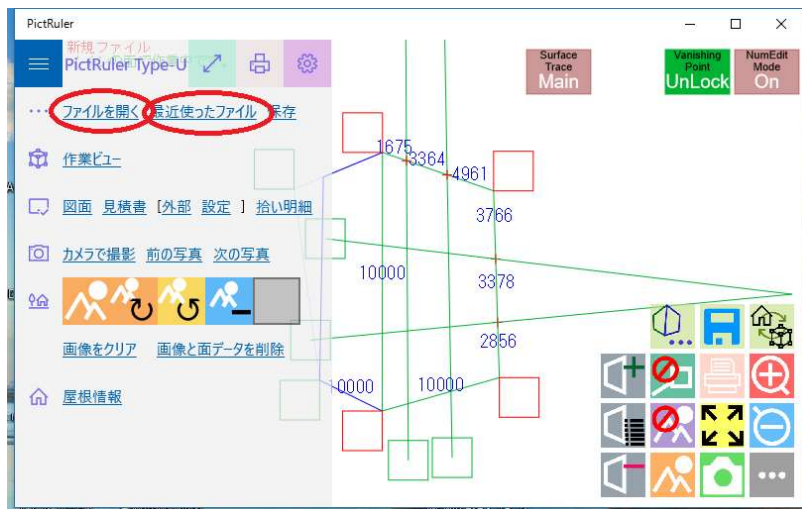 PictRuler
新規ファイル
PictRuler Type-U
ファイルを開く 最近使ったファイル 保存
作業ビュー
図面 見積書 [外部 設定 ] 拾い明細
カメラで撮影 前の写真 次の写真
画像をクリア 画像と面データを削除
屋根情報
Surface
Trace
Main
Vanishing
Point
UnLock
NumEdit
Mode
On
1675
3364
4961
3766
10000
3378
2856
10000
10000